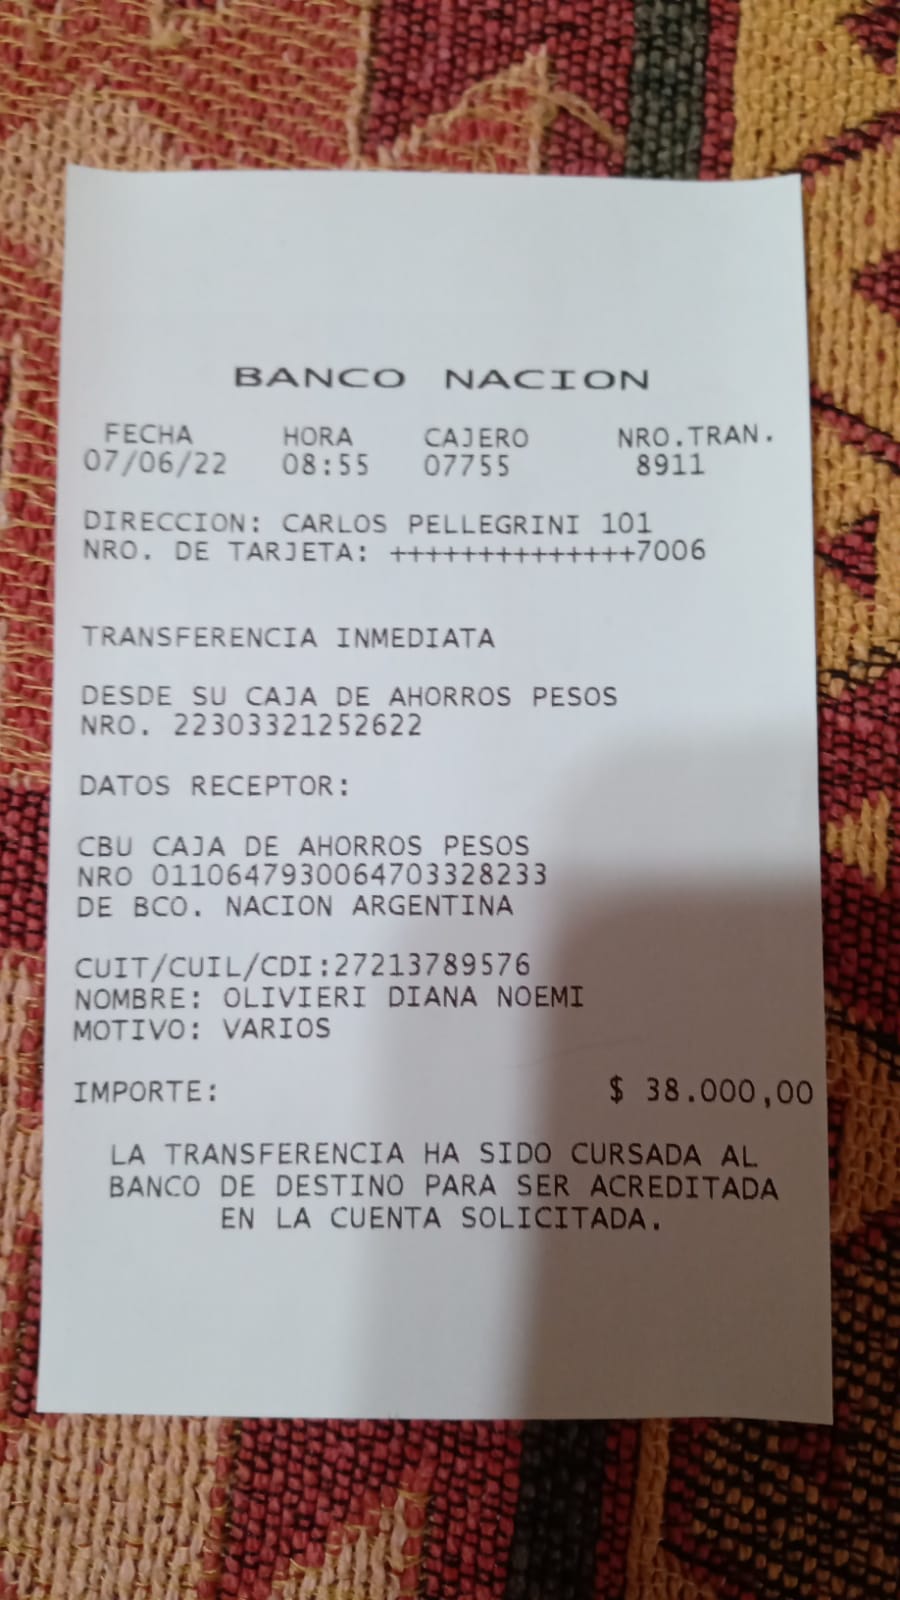 BANCO NACION
FECHA HORA CAJERO NRO.TRAN.
07/06/22 08:55 07755 8911
DIRECCION: CARLOS PELLEGRINI 101
NRO. DE TARJETA: ++++++++++++++7006
TRANSFERENCIA INMEDIATA
DESDE SU CAJA DE AHORROS PESOS
NRO. 22303321252622
DATOS RECEPTOR:
CBU CAJA DE AHORROS PESOS
NRO 0110647930064703328233
DE BCO. NACION ARGENTINA
CUIT/CUIL/CDI:27213789576
NOMBRE: OLIVIERI DIANA NOEMI
MOTIVO: VARIOS
IMPORTE: $ 38.000,00
LA TRANSFERENCIA HA SIDO CURSADA AL
BANCO DE DESTINO PARA SER ACREDITADA
EN LA CUENTA SOLICITADA.